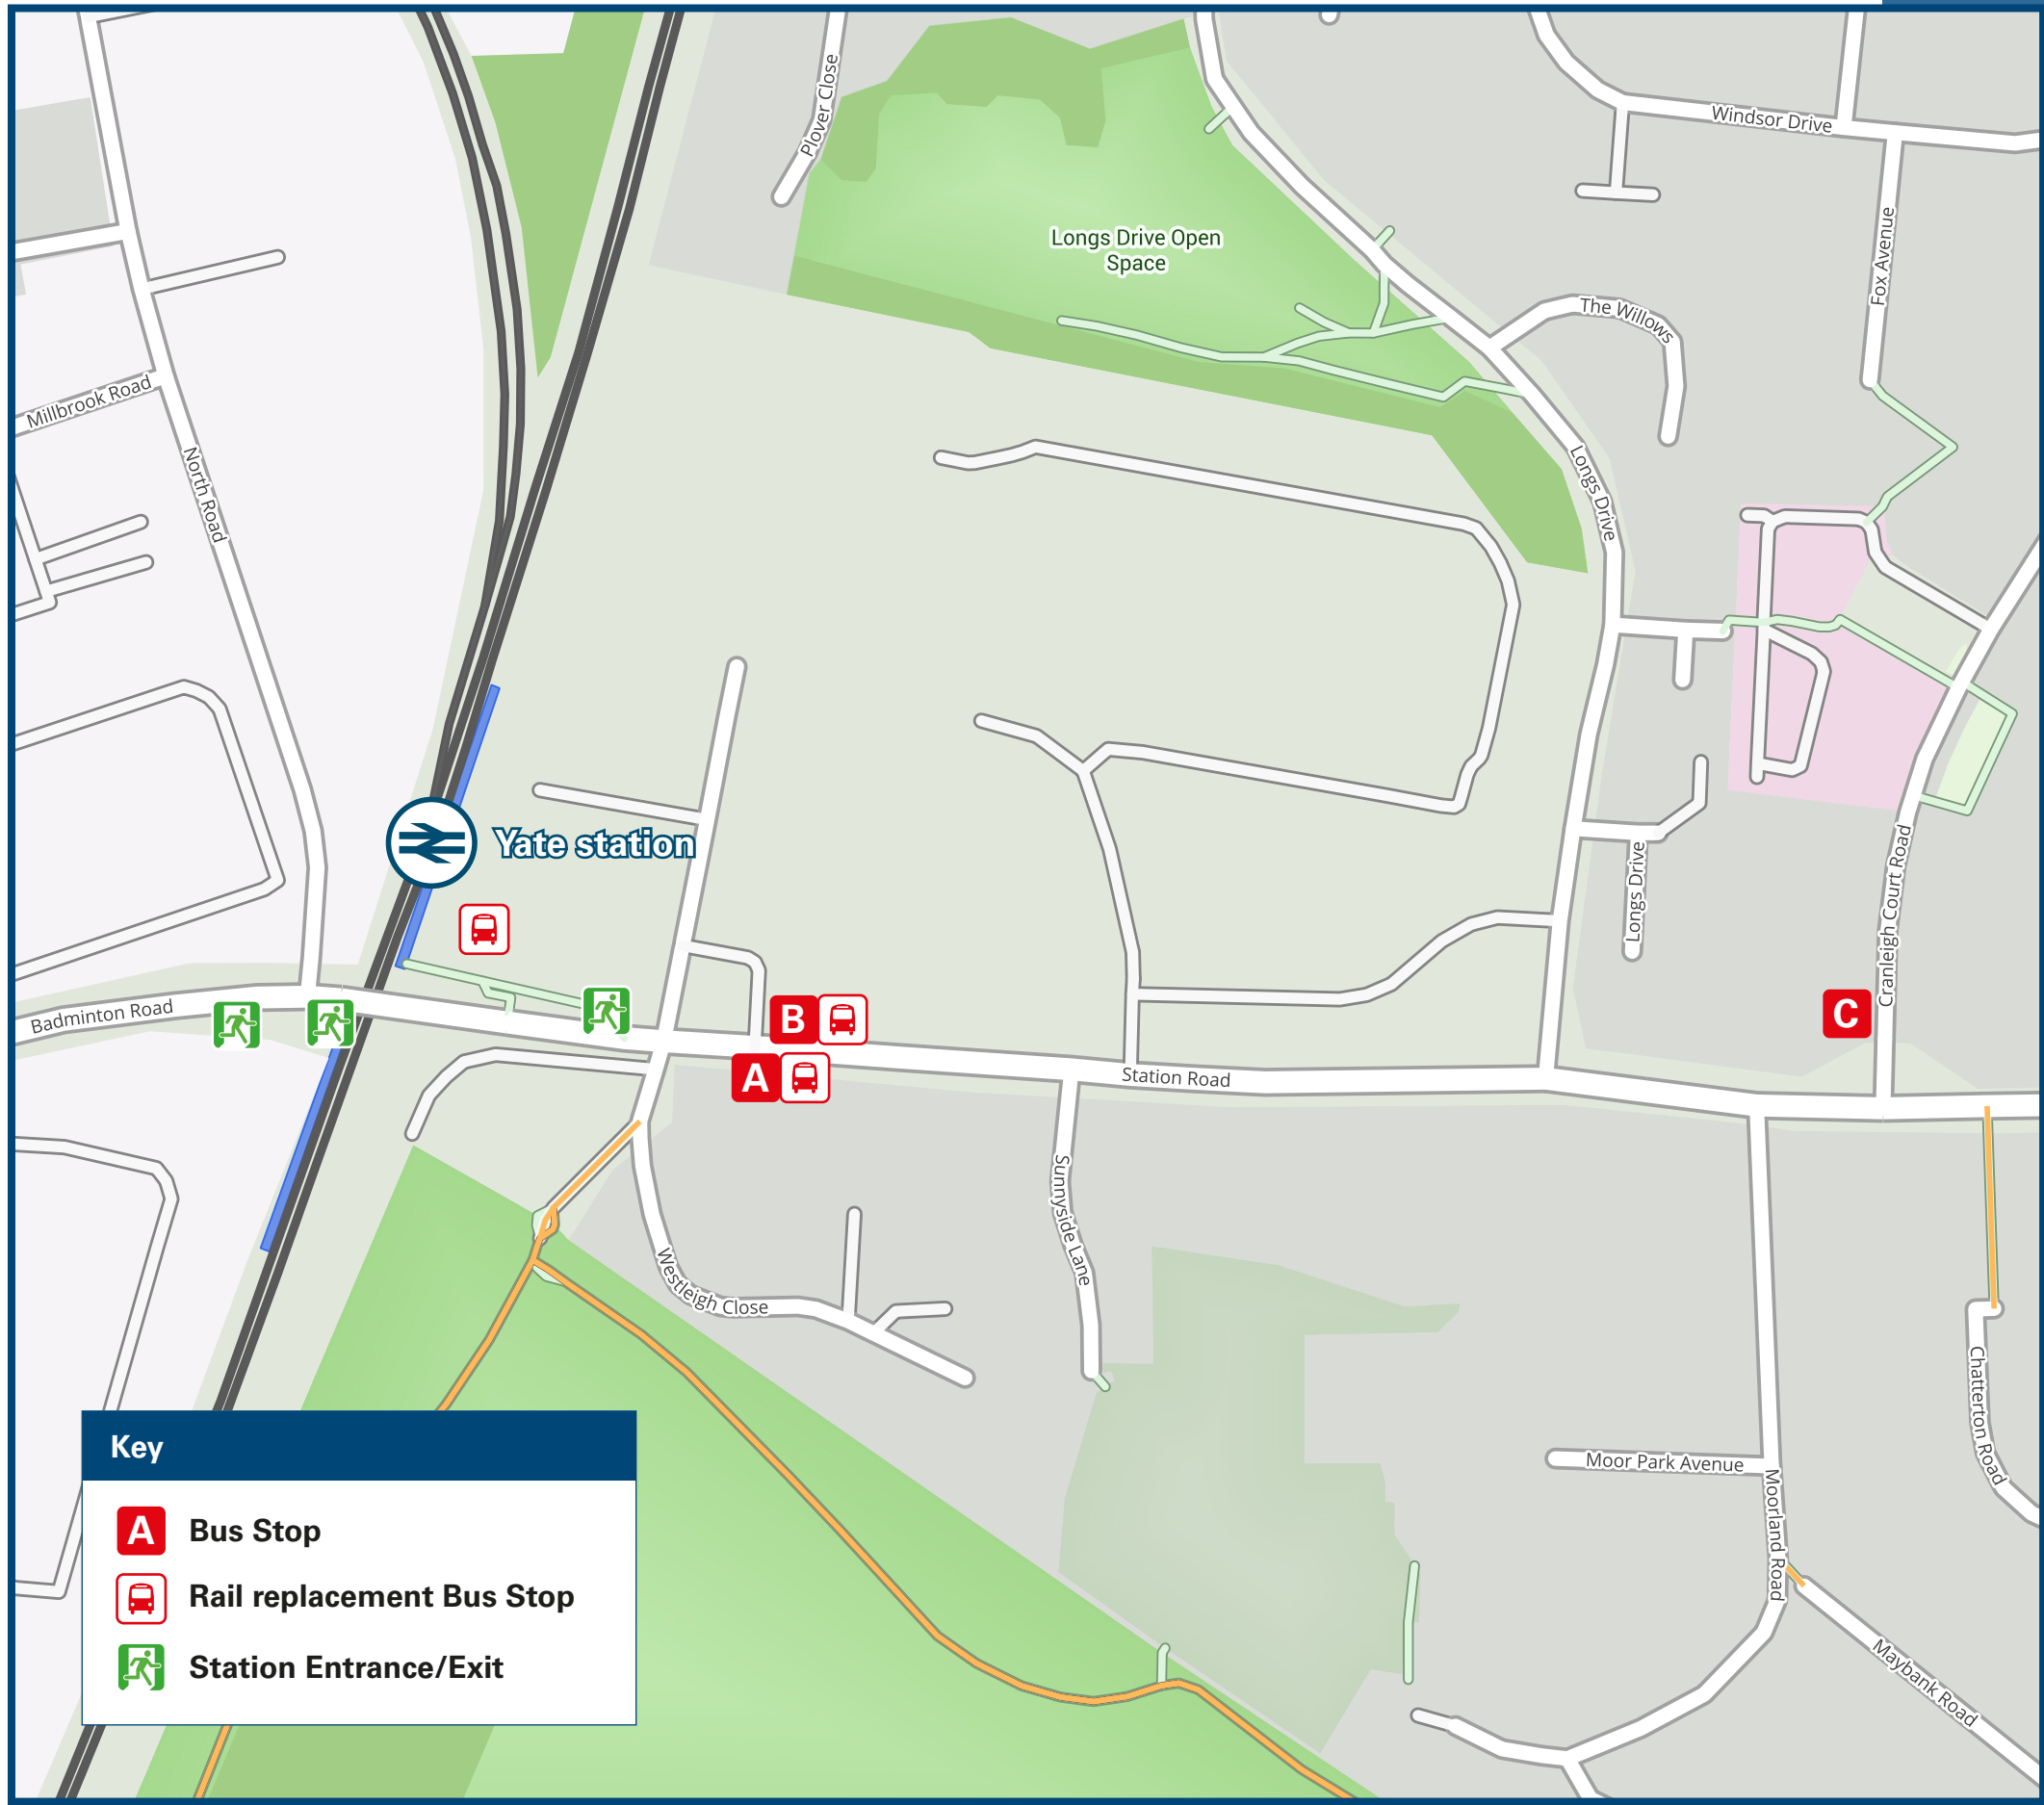 Plover Close
Windsor Drive
Fox Avenue
Longs Drive Open
Space
The Willows
Millbrook Road
North Road
Longs Drive
Yate station
Longs Drive
Cranleigh Court Road
Badminton Road
B
C
A
Station Road
Sunnyside Lane
Westleigh Close
Chatterton Road
Moor Park Avenue
Moorland Road
Maybank Road
Key
A Bus Stop
Rail replacement Bus Stop
Station Entrance/Exit